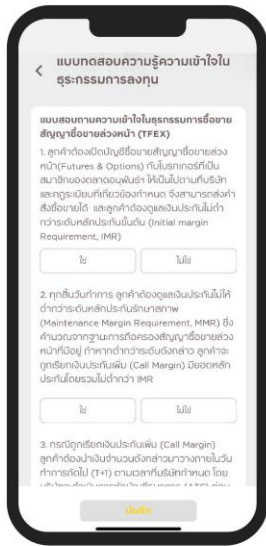 แบบทดสอบความรู้ความเข้าใจใน
ธุรกรรมการลงทุน
แบบสอบถามความเข้าใจในธุรกรรมการซื้อขาย
สัญญาซื้อขายล่วงหน้า (TFEX)
1. ลูกค้าต้องเปิดบัญชีซื้อขายสัญญาซื้อขายล่วง
หน้า(Futures & Options) กับโบรกเกอร์ที่เป็น
สมาชิกของตลาดอนุพันธ์ฯ ให้เป็นไปตามที่บริษัท
และกฎระเบียบที่เกี่ยวข้องกำหนด จึงสามารถส่งคำ
สั่งซื้อขายได้ และลูกค้าต้องดูแลเงินประกันไม่ต่ำ
กว่าระดับหลักประกันขั้นต้น (Initial margin
Requirement, IMR)
ใช่
ไม่ใช่
2. ทุกสิ้นวันทำการ ลูกค้าต้องดูแลเงินประกันไม่ให้
ต่ำกว่าระดับหลักประกันรักษาสภาพ
(Maintenance Margin Requirement, MMR) ซึ่ง
คำนวณจากฐานะการถือครองสัญญาซื้อขายล่วง
หน้าที่มีอยู่ ถ้าหากต่ำกว่าระดับดังกล่าว ลูกค้าจะ
ถูกเรียกเงินประกันเพิ่ม (Call Margin) มียอดหลัก
ประกันโดยรวมไม่ต่ำกว่า IMR
ใช่
ไม่ใช่
3. กรณีถูกเรียกเงินประกันเพิ่ม (Call Margin)
ลูกค้าต้องนำเงินจำนวนดังกล่าวมาวางภายในวัน
ทำการถัดไป (T+1) ตามเวลาที่บริษัทกำหนด โดย
บันทึก